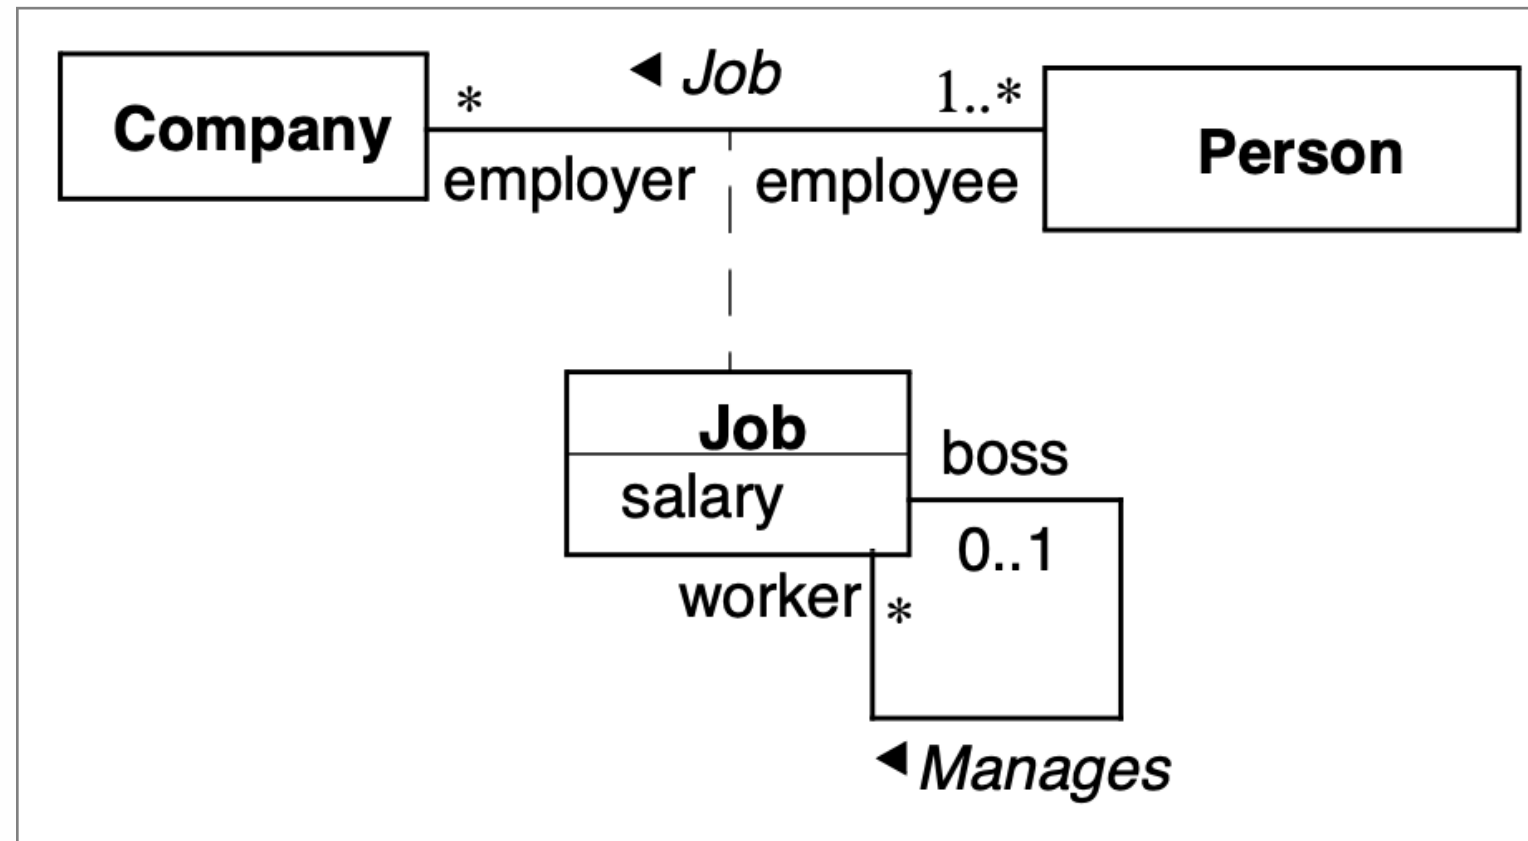 ◀ Job
* 1..*
Company Person
employer employee
Job
boss
salary
0..1
worker *
◀ Manages